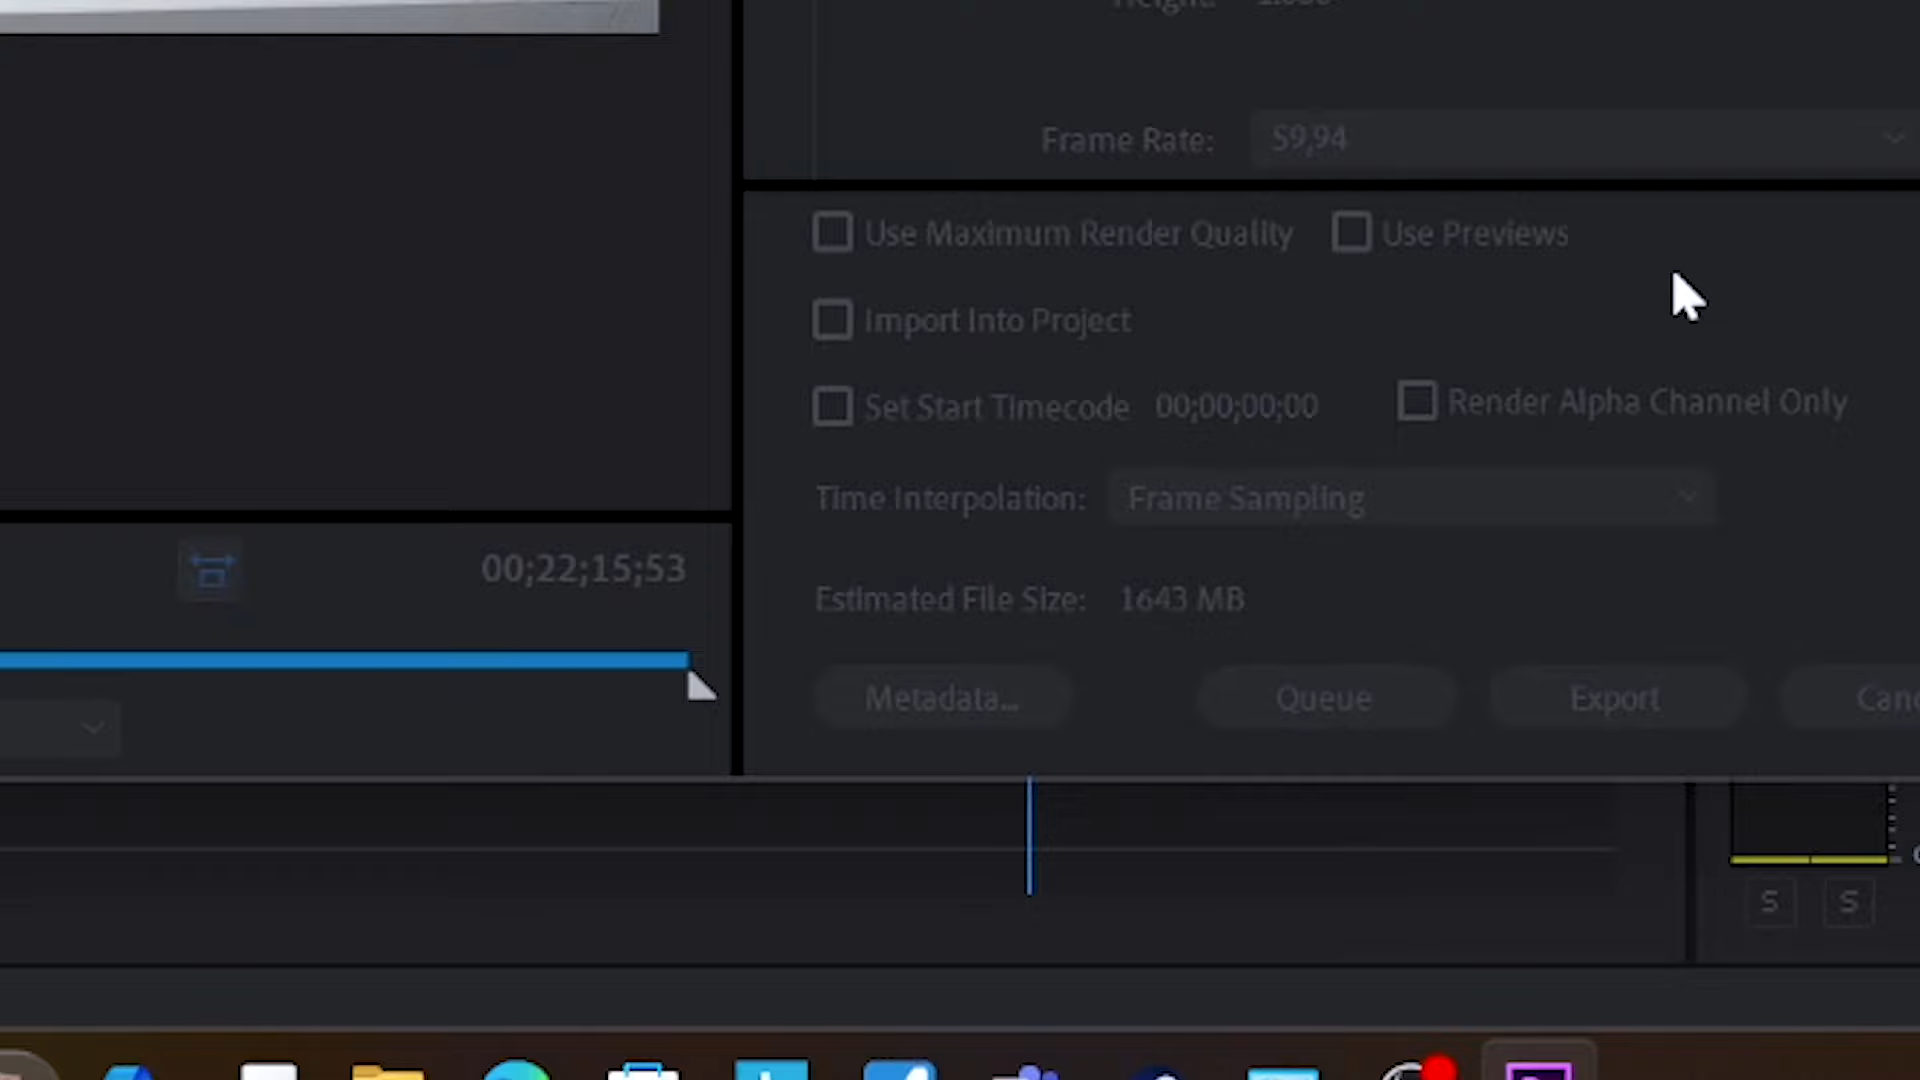 Height:
Frame Rate: 59,94
Use Maximum Render Quality Use Previews
Import Into Project
Set Start Timecode 00;00;00;00 Render Alpha Channel Only
Time Interpolation: Frame Sampling
00;22;15;53
Estimated File Size: 1643 MB
Metadata... Queue Export Canc
S S